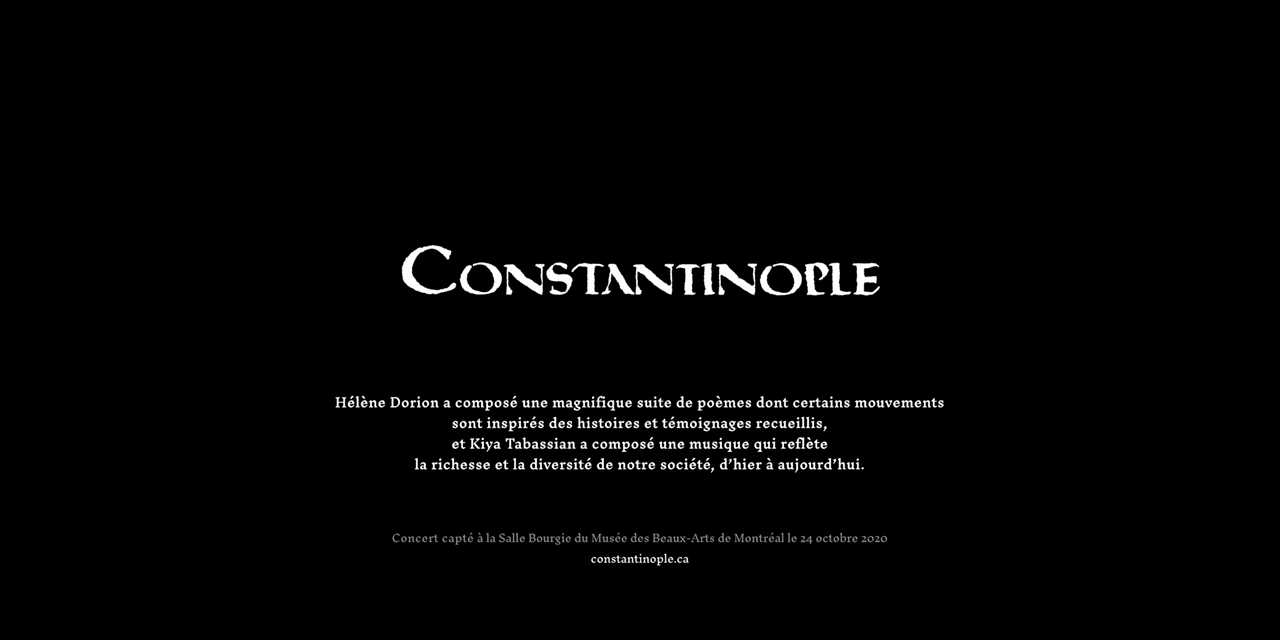 Constantinople
Hélène Dorion a composé une magnifique suite de poèmes dont certains mouvements
sont inspirés des histoires et témoignages recueillis,
et Kiya Tabassian a composé une musique qui reflète
la richesse et la diversité de notre société, d’hier à aujourd’hui.
Concert capté à la Salle Bourgie du Musée des Beaux-Arts de Montréal le 24 octobre 2020
constantinople.ca